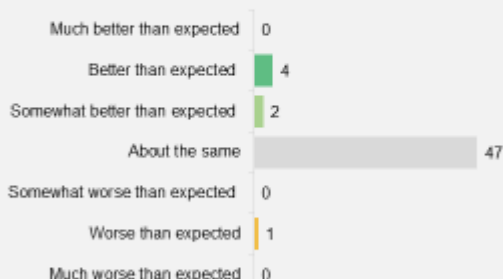 Much better than expected 0
Better than expected 4
Somewhat better than expected 2
About the same 47
Somewhat worse than expected 0
Worse than expected 1
Much worse than expected 0